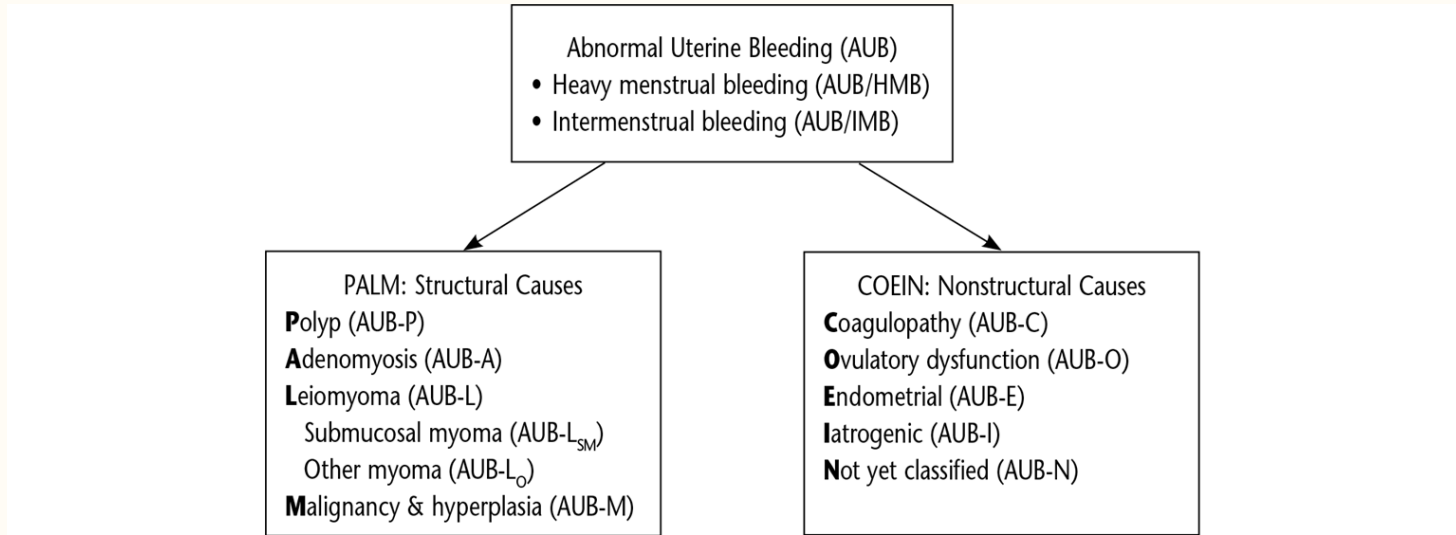 Abnormal Uterine Bleeding (AUB)
• Heavy menstrual bleeding (AUB/HMB)
• Intermenstrual bleeding (AUB/IMB)
PALM: Structural Causes
Polyp (AUB-P)
Adenomyosis (AUB-A)
Leiomyoma (AUB-L)
Submucosal myoma (AUB-LSM)
Other myoma (AUB-LO)
Malignancy & hyperplasia (AUB-M)
COEIN: Nonstructural Causes
Coagulopathy (AUB-C)
Ovulatory dysfunction (AUB-O)
Endometrial (AUB-E)
Iatrogenic (AUB-I)
Not yet classified (AUB-N)